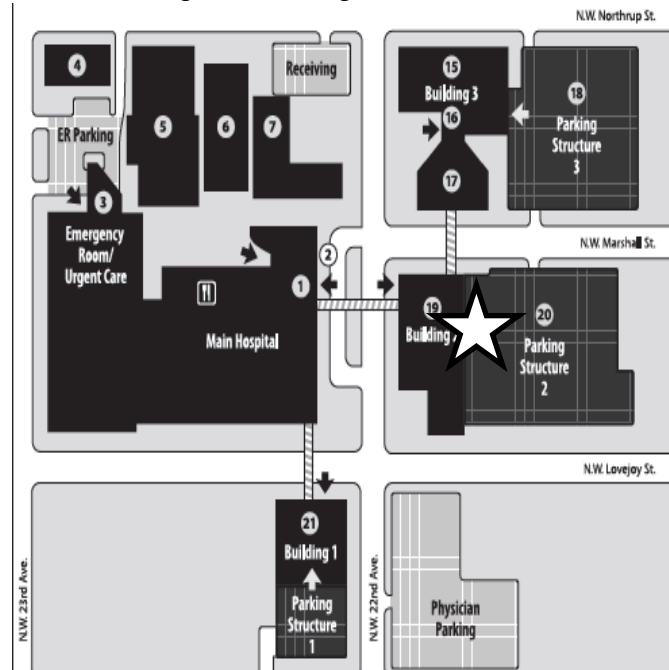 N.W. Northrup St.
4
5
6
7
Receiving
ER Parking
15
Building 3
16
17
18
Parking
Structure
3
3
Emergency
Room/
Urgent Care
N.W. Marshall St.
2
1
Main Hospital
19
Building
20
Parking
Structure
2
N.W. Lovejoy St.
21
Building 1
Parking
Structure
1
N.W. 23rd Ave.
N.W. 22nd Ave.
Physician
Parking